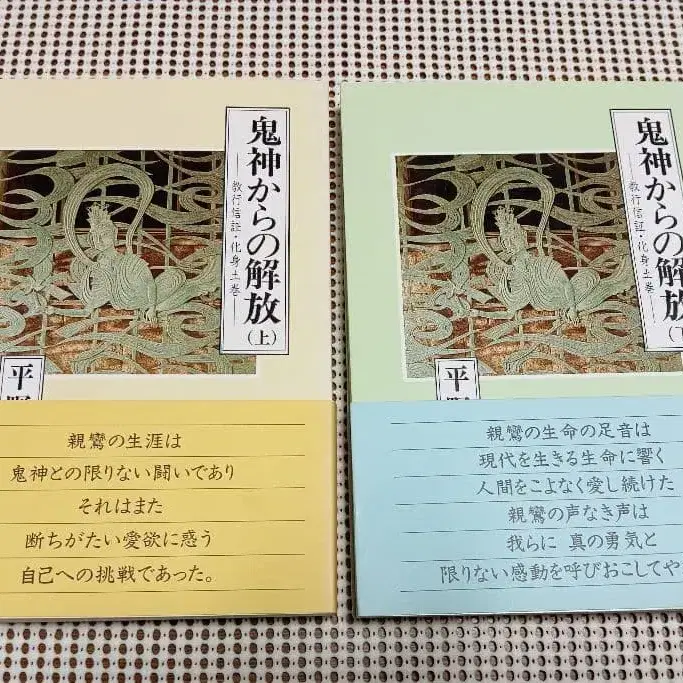 鬼神からの解放
(上)
―教行信証・化身土巻―
平
親鸞の生涯は
鬼神との限りない闘いであり
それはまた
断ちがたい愛欲に惑う
自己への挑戦であった。
鬼神からの解放
―教行信証・化身土巻―
平
親鸞の生命の足音は
現代を生きる生命に響く
人間をこよなく愛し続けた
親鸞の声なき声は
我らに 真の勇気と
限りない感動を呼びおこしてや